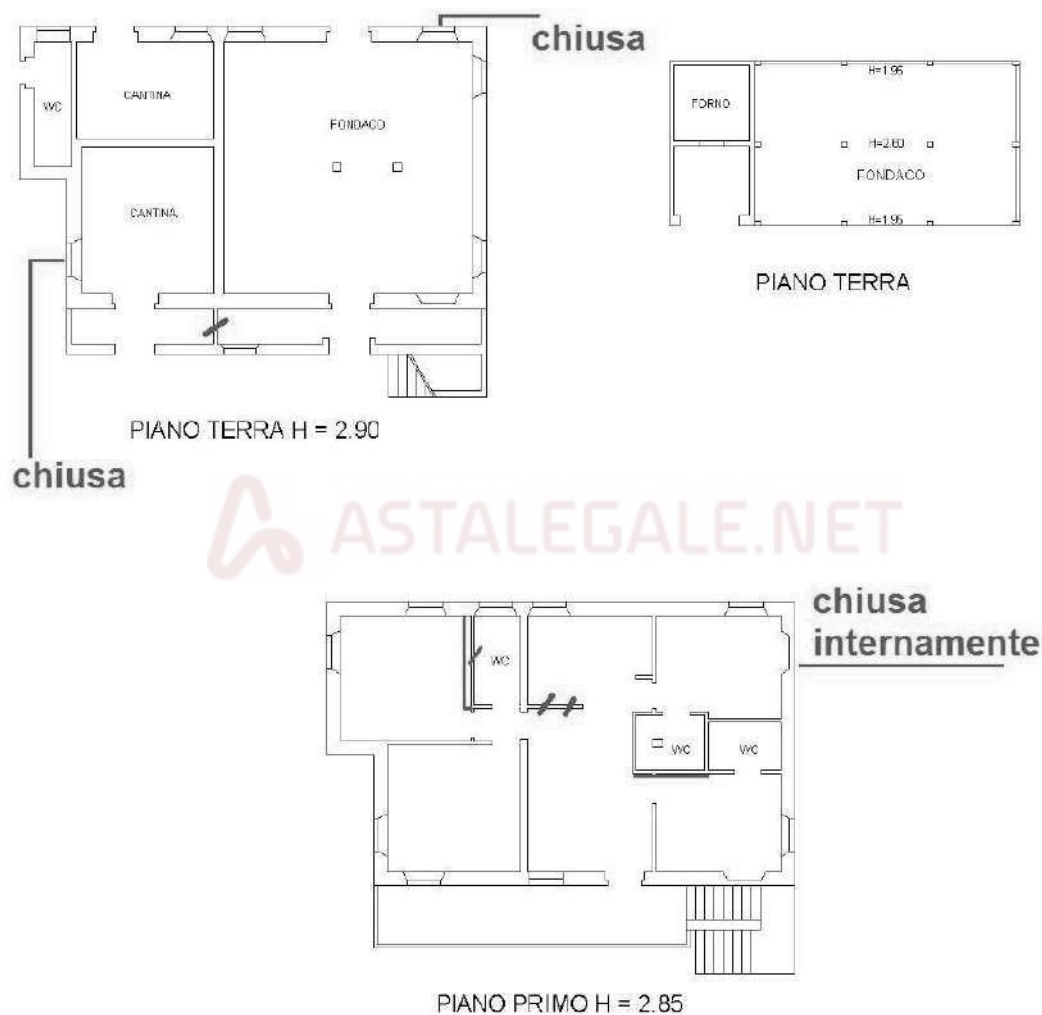 chiusa
CANTINA
WC
FONDACO
CANTINA
PIANO TERRA H = 2.90
chiusa
H=1.95
FORNO
H=2.60
FONDACO
H=1.95
PIANO TERRA
ASTALEGALE.NET
chiusa
internamente
WC
WC
WC
PIANO PRIMO H = 2.85